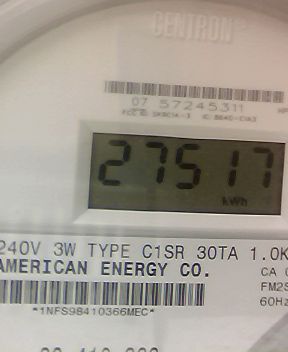 CENTRON
07 57245311
27517
kWh
240V 3W TYPE C1SR 30TA 1.0K
AMERICAN ENERGY CO.
CA 0
FM2S
60Hz
*1NFS98410366MEC*